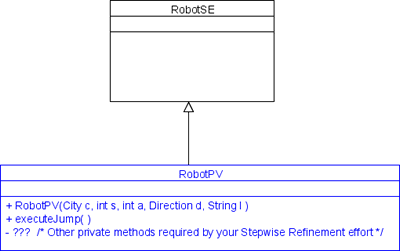 RobotSE
RobotPV
+ RobotPV(City c, int s, int a, Direction d, String l )
+ executeJump( )
- ??? /* Other private methods required by your Stepwise Refinement effort */